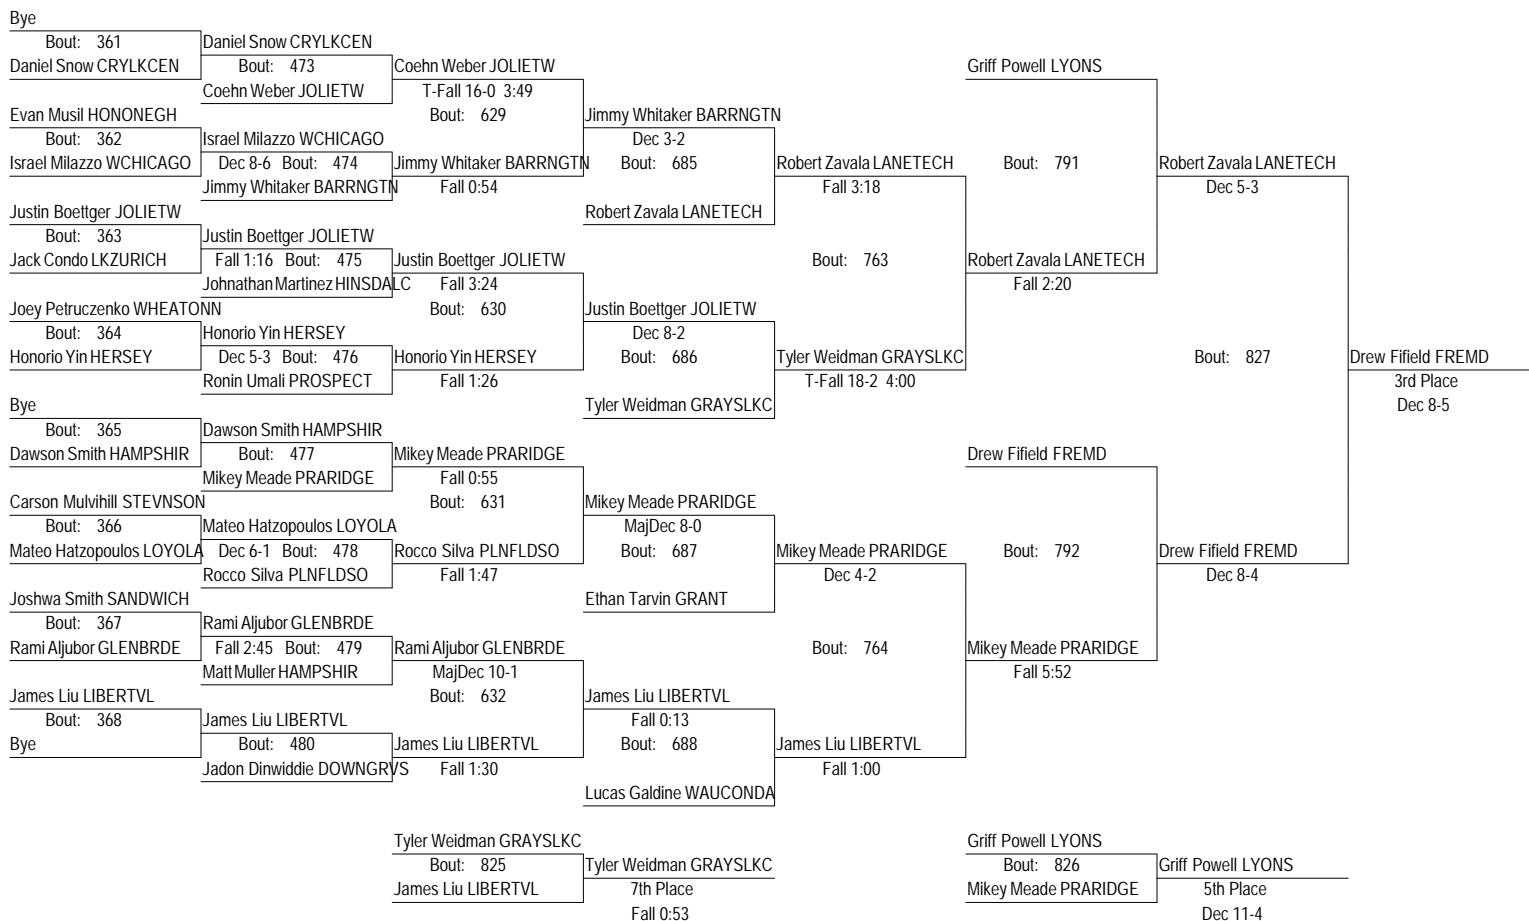 Bye
Bout: 361
Daniel Snow CRYLKCEN
Evan Musil HONONEGH
Bout: 362
Israel Milazzo WCHICAGO
Justin Boettger JOLIETW
Bout: 363
Jack Condo LKZURICH
Joey Petruczenko WHEATONN
Bout: 364
Honorio Yin HERSEY
Bye
Bout: 365
Dawson Smith HAMPSHIR
Carson Mulvihill STEVNSON
Bout: 366
Mateo Hatzopoulos LOYOLA
Joshwa Smith SANDWICH
Bout: 367
Rami Aljubor GLENBRDE
James Liu LIBERTVL
Bout: 368
Bye
Daniel Snow CRYLKCEN
Bout: 473
Coehn Weber JOLIETW
Israel Milazzo WCHICAGO
Dec 8-6 Bout: 474
Jimmy Whitaker BARRNGTN
Justin Boettger JOLIETW
Fall 1:16 Bout: 475
Johnathan Martinez HINSDALC
Honorio Yin HERSEY
Dec 5-3 Bout: 476
Ronin Umali PROSPECT
Dawson Smith HAMPSHIR
Bout: 477
Mikey Meade PRARIDGE
Mateo Hatzopoulos LOYOLA
Dec 6-1 Bout: 478
Rocco Silva PLNFLDSO
Rami Aljubor GLENBRDE
Fall 2:45 Bout: 479
Matt Muller HAMPSHIR
James Liu LIBERTVL
Bout: 480
Jadon Dinwiddie DOWNGRVS
Coehn Weber JOLIETW
T-Fall 16-0 3:49
Bout: 629
Jimmy Whitaker BARRNGTN
Fall 0:54
Justin Boettger JOLIETW
Fall 3:24
Bout: 630
Honorio Yin HERSEY
Fall 1:26
Mikey Meade PRARIDGE
Fall 0:55
Bout: 631
Rocco Silva PLNFLDSO
Fall 1:47
Rami Aljubor GLENBRDE
MajDec 10-1
Bout: 632
James Liu LIBERTVL
Fall 1:30
Jimmy Whitaker BARRNGTN
Dec 3-2
Bout: 685
Robert Zavala LANETECH
Justin Boettger JOLIETW
Dec 8-2
Bout: 686
Tyler Weidman GRAYSLKC
Mikey Meade PRARIDGE
MajDec 8-0
Bout: 687
Ethan Tarvin GRANT
James Liu LIBERTVL
Fall 0:13
Bout: 688
Lucas Galdine WAUCONDA
Robert Zavala LANETECH
Fall 3:18
Bout: 763
Tyler Weidman GRAYSLKC
T-Fall 18-2 4:00
Mikey Meade PRARIDGE
Dec 4-2
Bout: 764
James Liu LIBERTVL
Fall 1:00
Griff Powell LYONS
Bout: 791
Robert Zavala LANETECH
Fall 2:20
Drew Fifield FREMD
Bout: 792
Mikey Meade PRARIDGE
Fall 5:52
Robert Zavala LANETECH
Dec 5-3
Bout: 827
Drew Fifield FREMD
Dec 8-4
Drew Fifield FREMD
3rd Place
Dec 8-5
Tyler Weidman GRAYSLKC
Bout: 825
James Liu LIBERTVL
Tyler Weidman GRAYSLKC
7th Place
Fall 0:53
Griff Powell LYONS
Bout: 826
Mikey Meade PRARIDGE
Griff Powell LYONS
5th Place
Dec 11-4